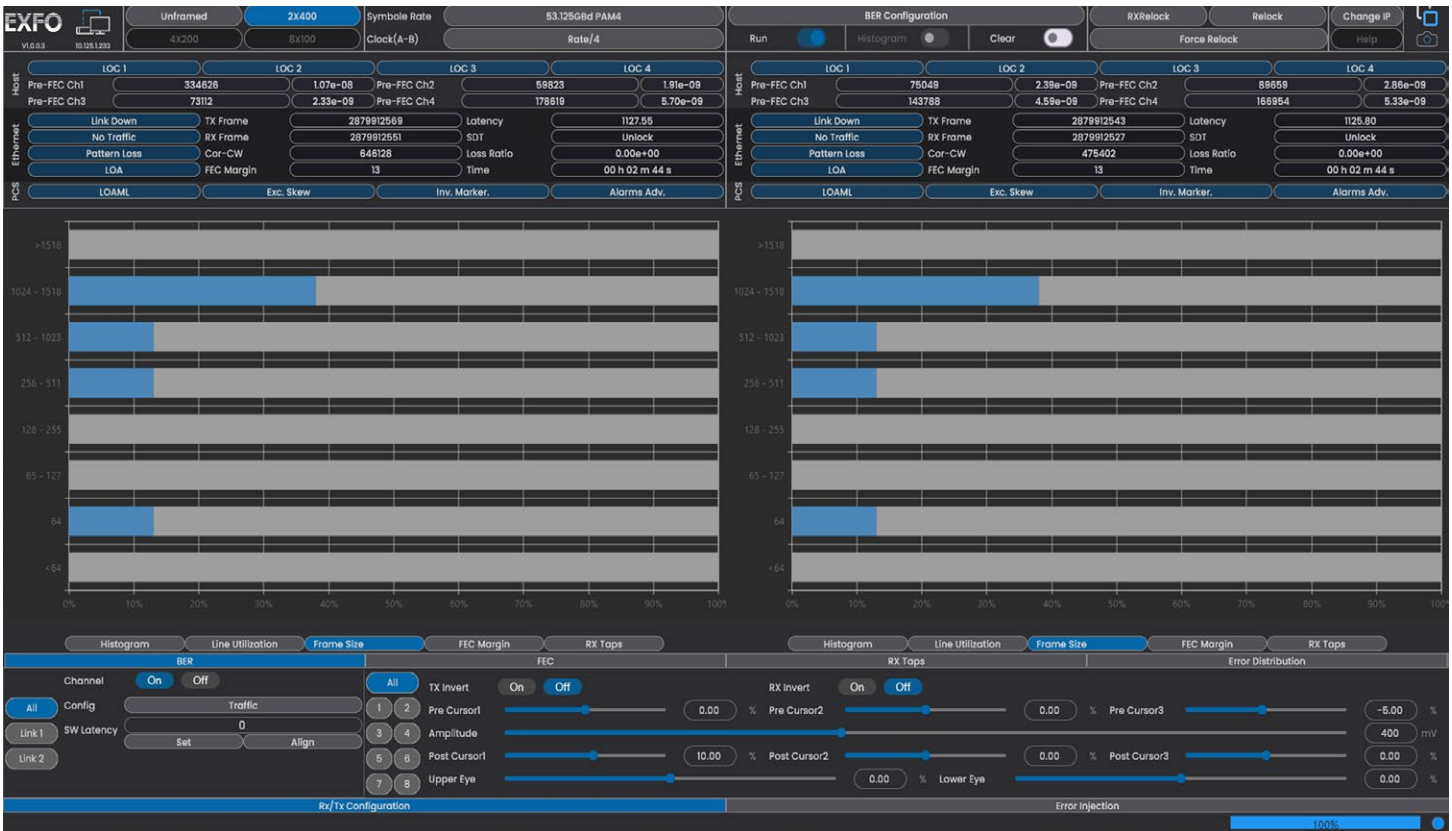 EXFO
V1.0.0.3 10.125.1.233
Unframed 2X400
4X200 8X100
Symbole Rate 53.125GBd PAM4
Clock(A-B) Rate/4
BER Configuration
Run Histogram Clear
RXRelock Relock
Force Relock
Change IP
Help
Host
LOC 1 LOC 2 LOC 3 LOC 4
Pre-FEC Ch1 334626 1.07e-08 Pre-FEC Ch2 59823 1.91e-09
Pre-FEC Ch3 73112 2.33e-09 Pre-FEC Ch4 178619 5.70e-09
Ethernet
Link Down TX Frame 2879912569 Latency 1127.55
No Traffic RX Frame 2879912551 SDT Unlock
Pattern Loss Cor-CW 646128 Loss Ratio 0.00e+00
LOA FEC Margin 13 Time 00 h 02 m 44 s
PCS
LOAML Exc. Skew Inv. Marker. Alarms Adv.
Host
LOC 1 LOC 2 LOC 3 LOC 4
Pre-FEC Ch1 75049 2.39e-09 Pre-FEC Ch2 89659 2.86e-09
Pre-FEC Ch3 143788 4.59e-09 Pre-FEC Ch4 166954 5.33e-09
Ethernet
Link Down TX Frame 2879912543 Latency 1125.80
No Traffic RX Frame 2879912527 SDT Unlock
Pattern Loss Cor-CW 475402 Loss Ratio 0.00e+00
LOA FEC Margin 13 Time 00 h 02 m 44 s
PCS
LOAML Exc. Skew Inv. Marker. Alarms Adv.
>1518
1024 - 1518
512 - 1023
256 - 511
128 - 255
65 - 127
64
<64
0% 10% 20% 30% 40% 50% 60% 70% 80% 90% 100%
>1518
1024 - 1518
512 - 1023
256 - 511
128 - 255
65 - 127
64
<64
0% 10% 20% 30% 40% 50% 60% 70% 80% 90% 100%
Histogram Line Utilization Frame Size FEC Margin RX Taps
Histogram Line Utilization Frame Size FEC Margin RX Taps
BER FEC RX Taps Error Distribution
Channel On Off
All Config Traffic
Link 1 SW Latency 0
Set Align
Link 2
All TX Invert On Off RX Invert On Off
1 2 Pre Cursor1 0.00 % Pre Cursor2 0.00 % Pre Cursor3 -5.00 %
3 4 Amplitude 400 mV
5 6 Post Cursor1 10.00 % Post Cursor2 0.00 % Post Cursor3 0.00 %
7 8 Upper Eye 0.00 % Lower Eye 0.00 %
Rx/Tx Configuration Error Injection
100%